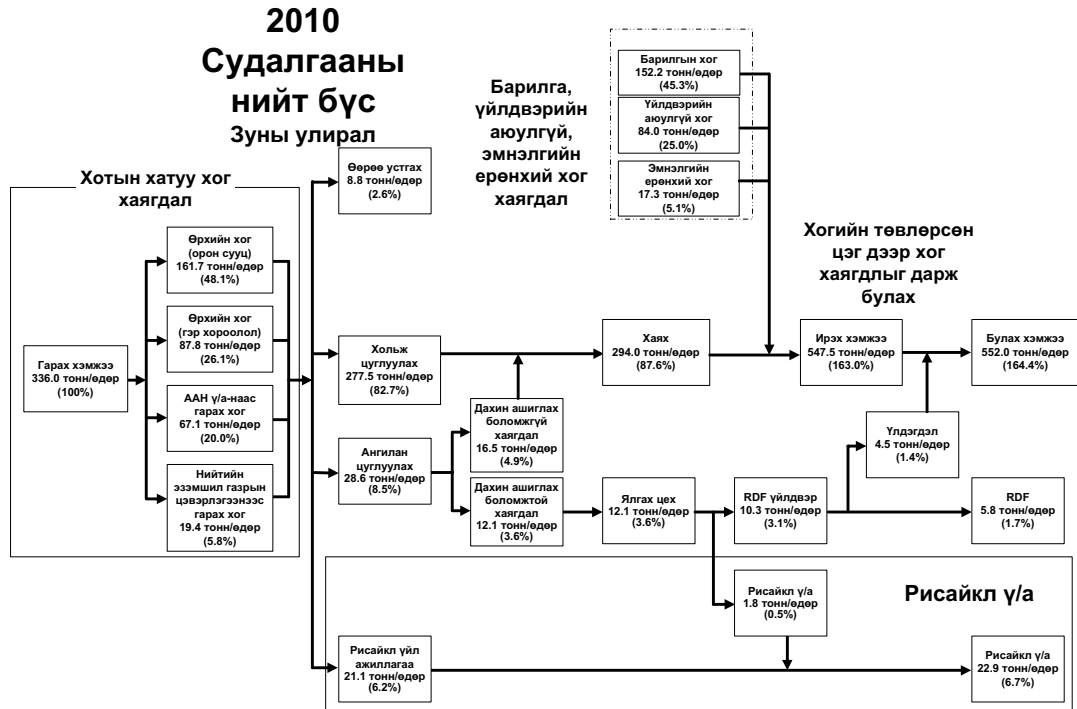 2010
Судалгааны
нийт бүс
Зуны улирал
Барилга,
үйлдвэрийн
аюулгүй,
эмнэлгийн
ерөнхий хог
хаягдал
Барилгын хог
152.2 тонн/өдөр
(45.3%)
Үйлдвэрийн
аюулгүй хог
84.0 тонн/өдөр
(25.0%)
Эмнэлгийн
ерөнхий хог
17.3 тонн/өдөр
(5.1%)
Хотын хатуу хог
хаягдал
Өөрөө устгах
8.8 тонн/өдөр
(2.6%)
Өрхийн хог
(орон сууц)
161.7 тонн/өдөр
(48.1%)
Өрхийн хог
(гэр хороолол)
87.8 тонн/өдөр
(26.1%)
Гарах хэмжээ
336.0 тонн/өдөр
(100%)
ААН ү/а-наас
гарах хог
67.1 тонн/өдөр
(20.0%)
Нийтийн
эзэмшил газрын
цэвэрлэгээнээс
гарах хог
19.4 тонн/өдөр
(5.8%)
Хогийн төвлөрсөн
цэг дээр хог
хаягдлыг дарж
булах
Хольж
цуглуулах
277.5 тонн/өдөр
(82.7%)
Хаях
294.0 тонн/өдөр
(87.6%)
Ирэх хэмжээ
547.5 тонн/өдөр
(163.0%)
Булах хэмжээ
552.0 тонн/өдөр
(164.4%)
Ангилан
цуглуулах
28.6 тонн/өдөр
(8.5%)
Дахин ашиглах
боломжгүй
хаягдал
16.5 тонн/өдөр
(4.9%)
Дахин ашиглах
боломжтой
хаягдал
12.1 тонн/өдөр
(3.6%)
Үлдэгдэл
4.5 тонн/өдөр
(1.4%)
Ялгах цех
12.1 тонн/өдөр
(3.6%)
RDF үйлдвэр
10.3 тонн/өдөр
(3.1%)
RDF
5.8 тонн/өдөр
(1.7%)
Рисайкл ү/а
Рисайкл ү/а
1.8 тонн/өдөр
(0.5%)
Рисайкл үйл
ажиллагаа
21.1 тонн/өдөр
(6.2%)
Рисайкл ү/а
22.9 тонн/өдөр
(6.7%)